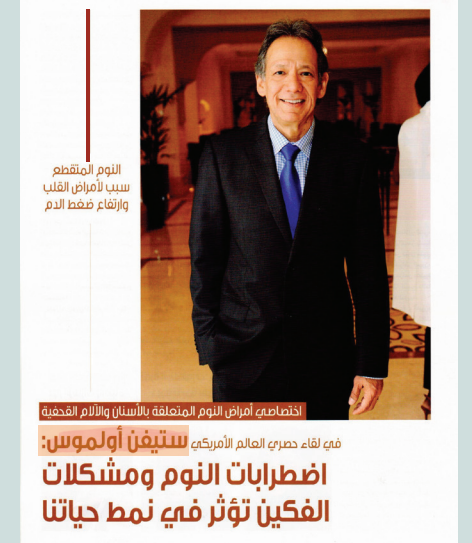 النوم المتقطع
سبب لأمراض القلب
وارتفاع ضغط الدم
اختصاصي أمراض النوم المتعلقة بالأسنان والآلام القحفية
في لقاء حصري العالم الأمريكي ستيفن أولموس:
اضطرابات النوم ومشكلات
الفكين تؤثر في نمط حياتنا